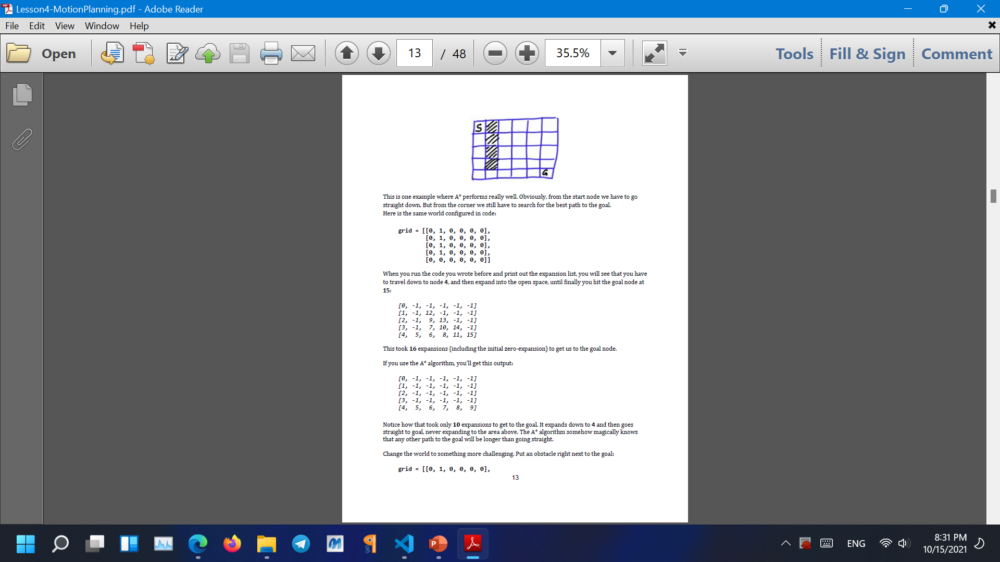 Lesson4-MotionPlanning.pdf - Adobe Reader
File Edit View Window Help
Open 13 / 48 35.5% Tools Fill & Sign Comment
S
G
This is one example where A* performs really well. Obviously, from the start node we have to go
straight down. But from the corner we still have to search for the best path to the goal.
Here is the same world configured in code:
grid = [[0, 1, 0, 0, 0, 0],
[0, 1, 0, 0, 0, 0],
[0, 1, 0, 0, 0, 0],
[0, 1, 0, 0, 0, 0],
[0, 0, 0, 0, 0, 0]]
When you run the code you wrote before and print out the expansion list, you will see that you have
to travel down to node 4, and then expand into the open space, until finally you hit the goal node at
15:
[0, -1, -1, -1, -1, -1]
[1, -1, 12, -1, -1, -1]
[2, -1, 9, 13, -1, -1]
[3, -1, 7, 10, 14, -1]
[4, 5, 6, 8, 11, 15]
This took 16 expansions (including the initial zero-expansion) to get us to the goal node.
If you use the A* algorithm, you'll get this output:
[0, -1, -1, -1, -1, -1]
[1, -1, -1, -1, -1, -1]
[2, -1, -1, -1, -1, -1]
[3, -1, -1, -1, -1, -1]
[4, 5, 6, 7, 8, 9]
Notice how that took only 10 expansions to get to the goal. It expands down to 4 and then goes
straight to goal, never expanding to the area above. The A* algorithm somehow magically knows
that any other path to the goal will be longer than going straight.
Change the world to something more challenging. Put an obstacle right next to the goal:
grid = [[0, 1, 0, 0, 0, 0],
13
ENG
8:31 PM
10/15/2021